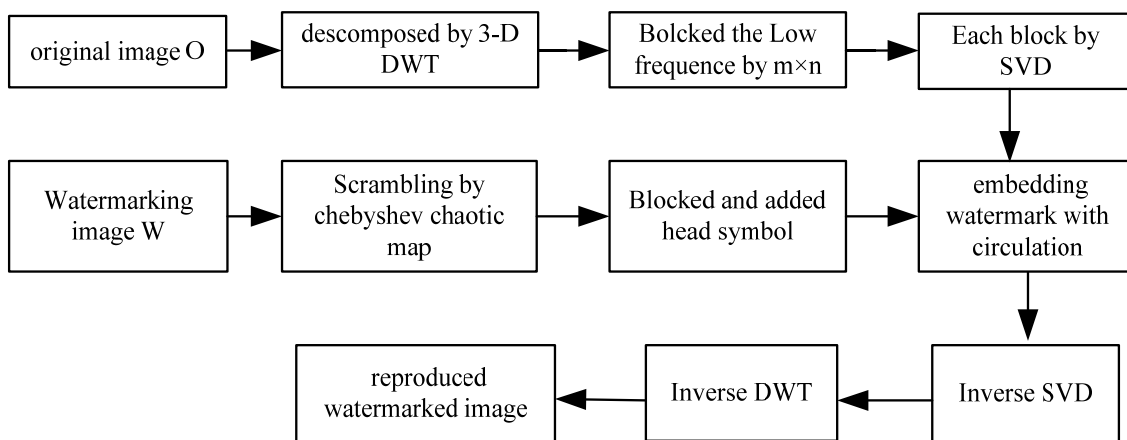 original image O
descomposed by 3-D
DWT
Bolcked the Low
frequence by m×n
Each block by
SVD
Watermarking
image W
Scrambling by
chebyshev chaotic
map
Blocked and added
head symbol
embedding
watermark with
circulation
reproduced
watermarked image
Inverse DWT
Inverse SVD